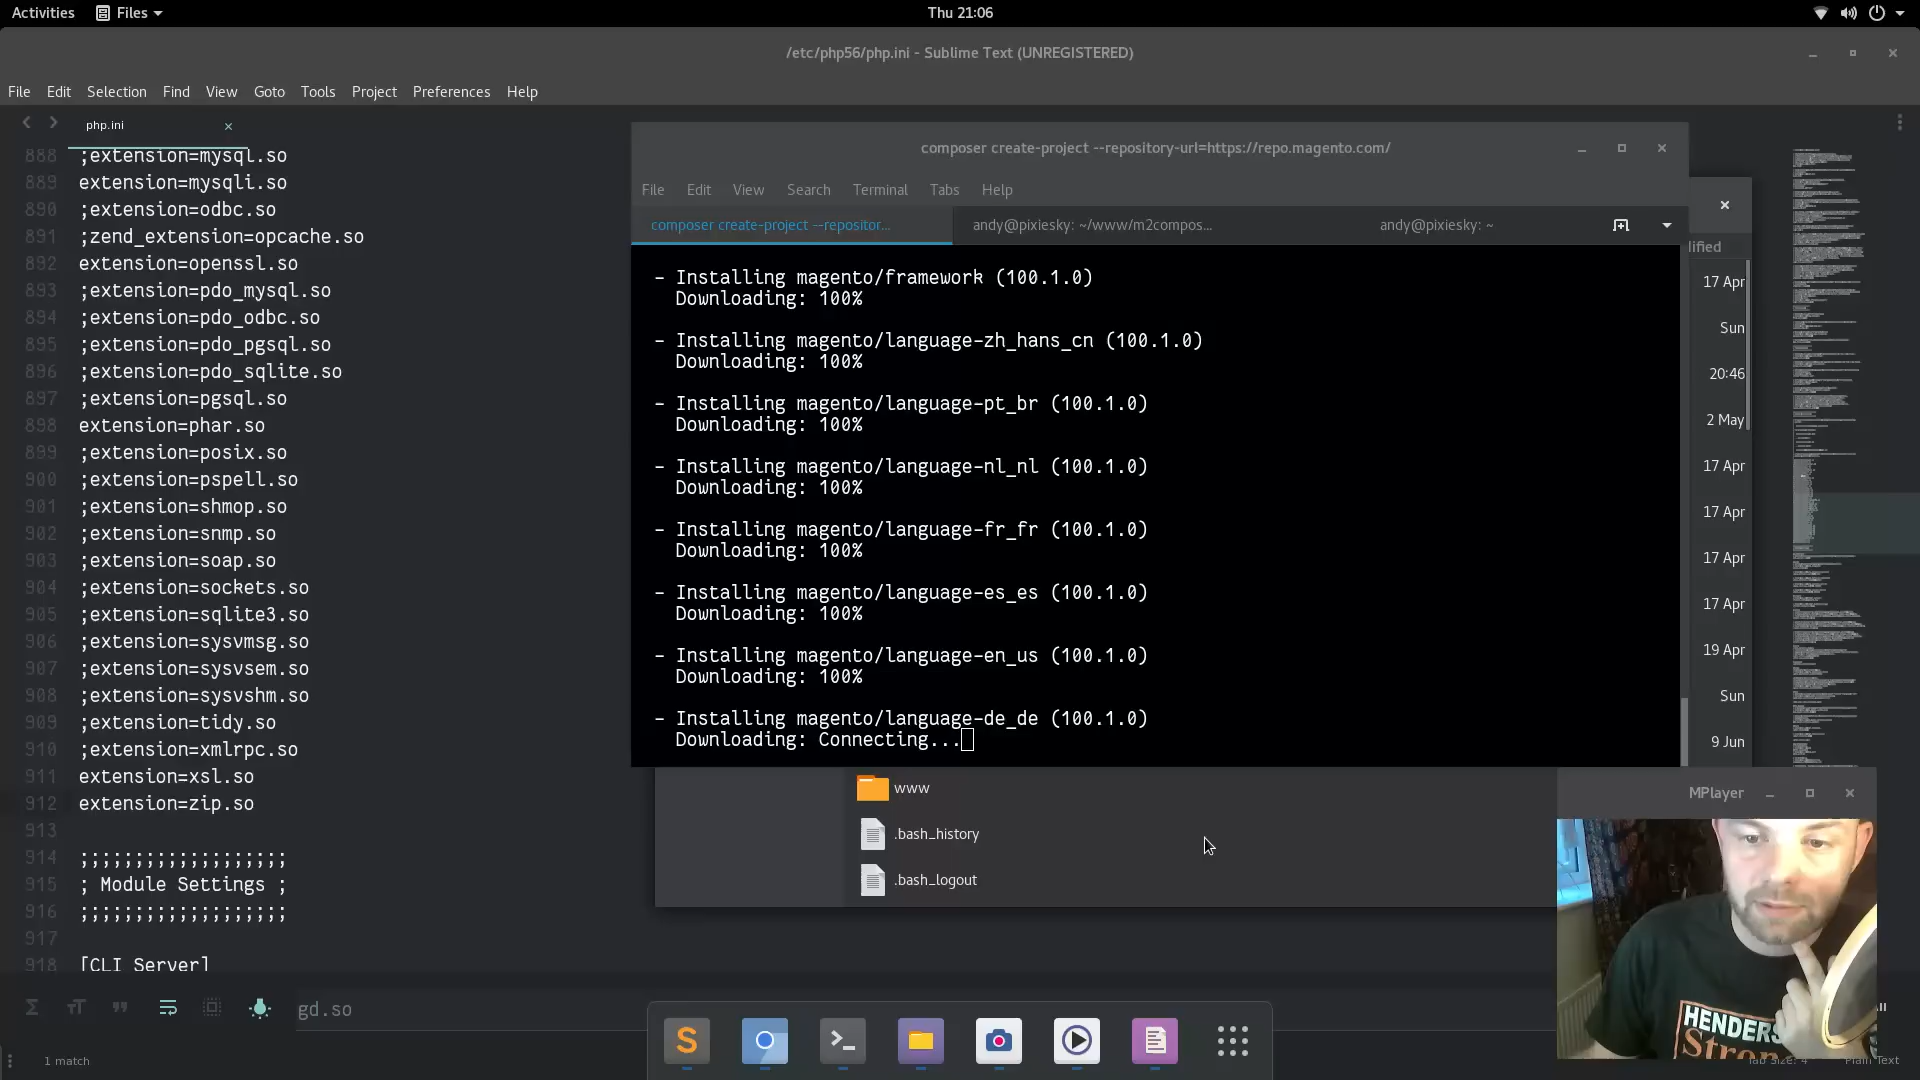 Activities Files Thu 21:06
/etc/php56/php.ini - Sublime Text (UNREGISTERED)
File Edit Selection Find View Goto Tools Project Preferences Help
php.ini
888 ;extension=mysql.so
889 extension=mysqli.so
890 ;extension=odbc.so
891 ;zend_extension=opcache.so
892 extension=openssl.so
893 ;extension=pdo_mysql.so
894 ;extension=pdo_odbc.so
895 ;extension=pdo_pgsql.so
896 ;extension=pdo_sqlite.so
897 ;extension=pgsql.so
898 extension=phar.so
899 ;extension=posix.so
900 ;extension=pspell.so
901 ;extension=shmop.so
902 ;extension=snmp.so
903 ;extension=soap.so
904 ;extension=sockets.so
905 ;extension=sqlite3.so
906 ;extension=sysvmsg.so
907 ;extension=sysvsem.so
908 ;extension=sysvshm.so
909 ;extension=tidy.so
910 ;extension=xmlrpc.so
911 extension=xsl.so
912 extension=zip.so
913
914 ;;;;;;;;;;;;;;;;;;;
915 ; Module Settings ;
916 ;;;;;;;;;;;;;;;;;;;
917
918 [CLI Server]
gd.so
1 match
composer create-project --repository-url=https://repo.magento.com/
File Edit View Search Terminal Tabs Help
composer create-project --repositor... andy@pixiesky: ~/www/m2compos... andy@pixiesky: ~
- Installing magento/framework (100.1.0)
Downloading: 100%
- Installing magento/language-zh_hans_cn (100.1.0)
Downloading: 100%
- Installing magento/language-pt_br (100.1.0)
Downloading: 100%
- Installing magento/language-nl_nl (100.1.0)
Downloading: 100%
- Installing magento/language-fr_fr (100.1.0)
Downloading: 100%
- Installing magento/language-es_es (100.1.0)
Downloading: 100%
- Installing magento/language-en_us (100.1.0)
Downloading: 100%
- Installing magento/language-de_de (100.1.0)
Downloading: Connecting...
www
.bash_history
.bash_logout
17 Apr
Sun
20:46
2 May
17 Apr
17 Apr
17 Apr
17 Apr
19 Apr
Sun
9 Jun
MPlayer
HENDERS
Stron
Tab Size: 4 Plain Text